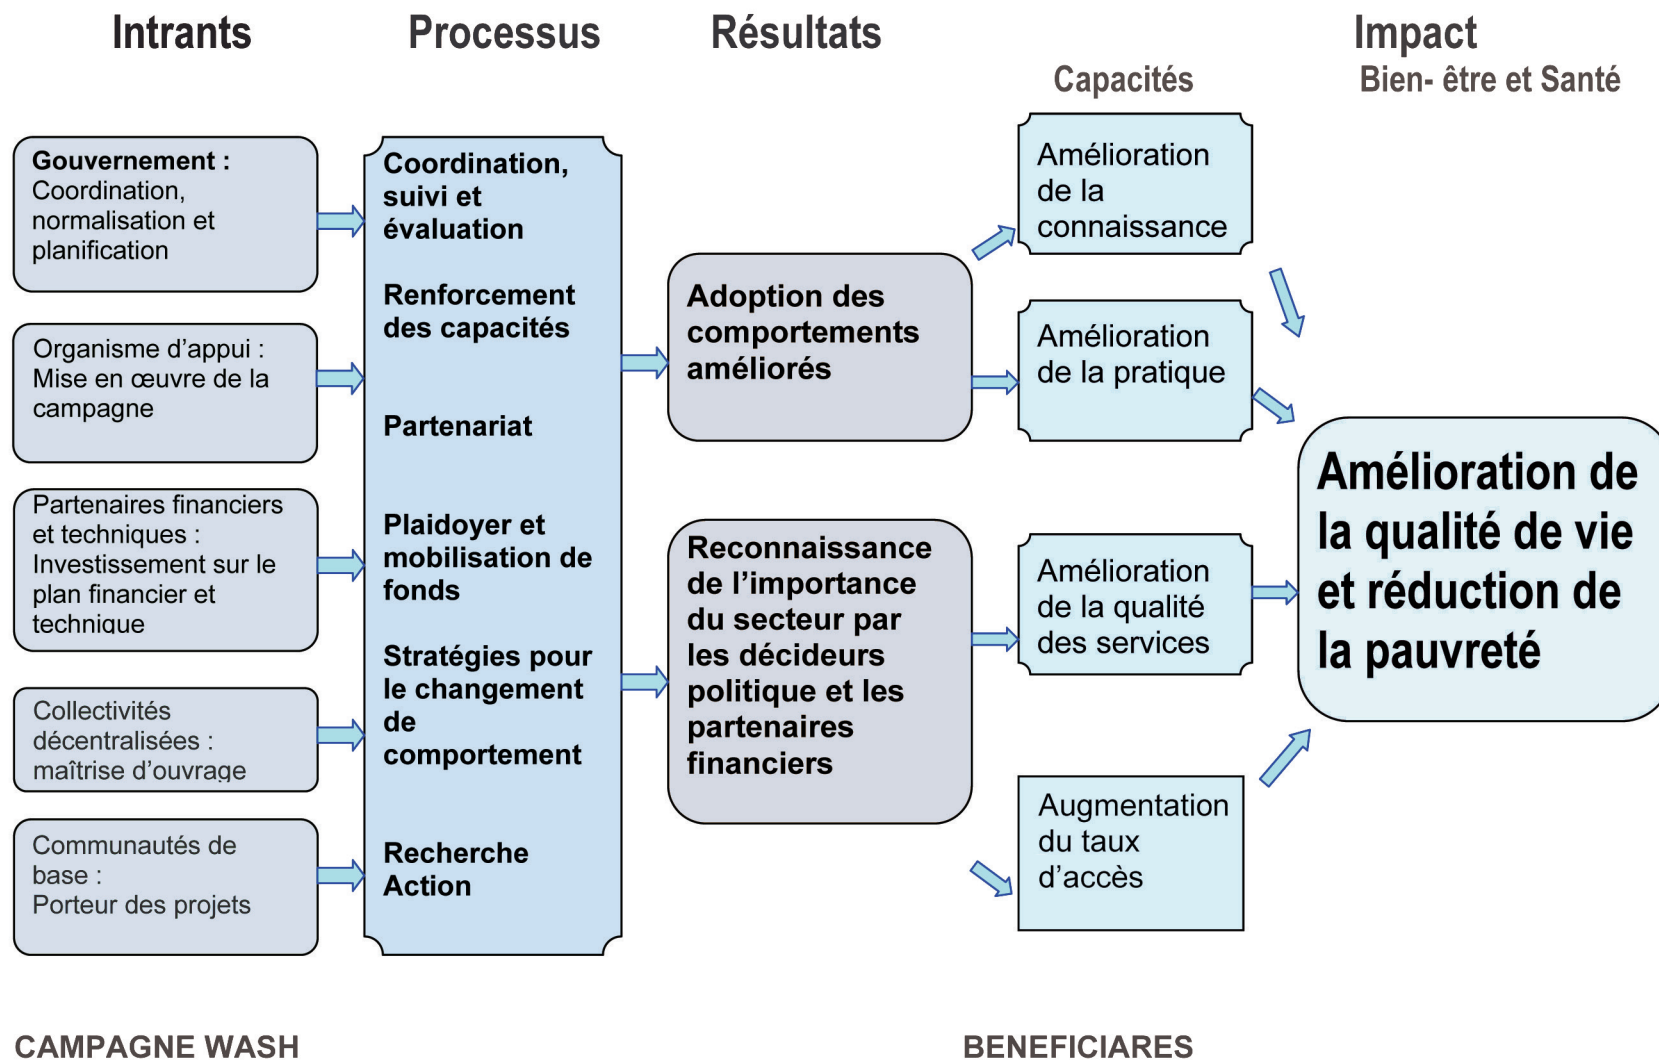 Intrants
Processus
Résultats
Impact
Capacités
Bien- être et Santé
Gouvernement :
Coordination,
normalisation et
planification
Organisme d’appui :
Mise en œuvre de la
campagne
Partenaires financiers
et techniques :
Investissement sur le
plan financier et
technique
Collectivités
décentralisées :
maîtrise d’ouvrage
Communautés de
base :
Porteur des projets
Coordination,
suivi et
évaluation
Renforcement
des capacités
Partenariat
Plaidoyer et
mobilisation de
fonds
Stratégies pour
le changement
de
comportement
Recherche
Action
Adoption des
comportements
améliorés
Reconnaissance
de l’importance
du secteur par
les décideurs
politique et les
partenaires
financiers
Amélioration
de la
connaissance
Amélioration
de la pratique
Amélioration
de la qualité
des services
Augmentation
du taux
d’accès
Amélioration de
la qualité de vie
et réduction de
la pauvreté
CAMPAGNE WASH
BENEFICIARES